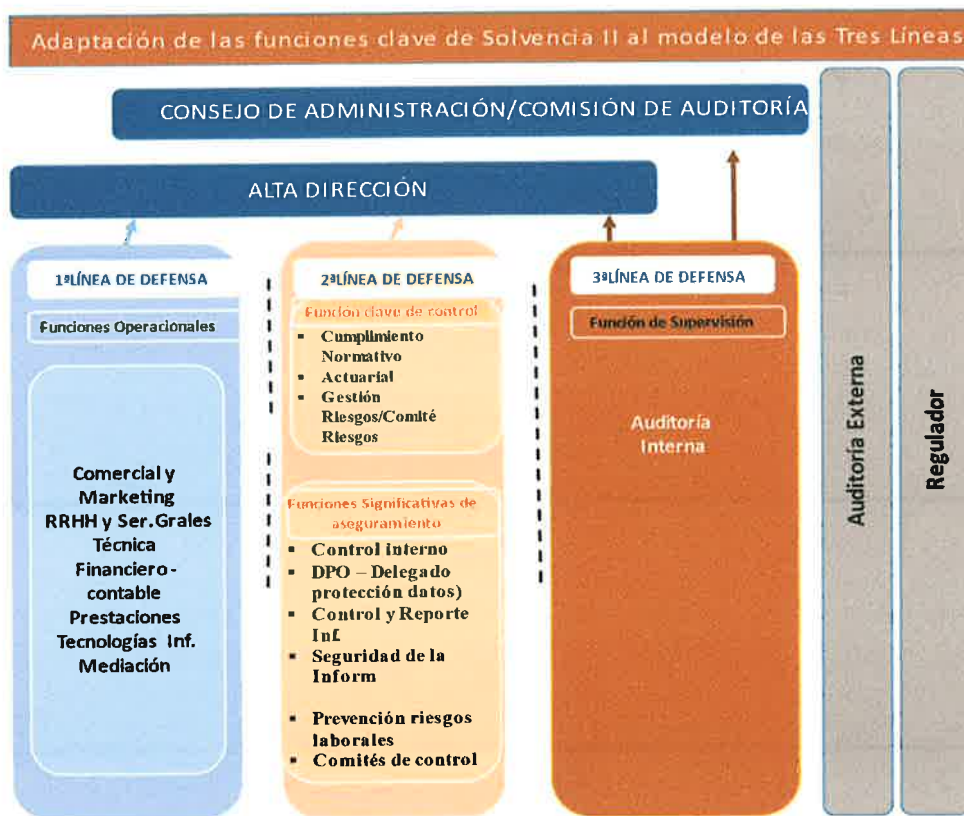 Adaptación de las funciones clave de Solvencia II al modelo de las Tres Líneas
CONSEJO DE ADMINISTRACIÓN/COMISIÓN DE AUDITORÍA
ALTA DIRECCIÓN
1ªLÍNEA DE DEFENSA
Funciones Operacionales
Comercial y
Marketing
RRHH y Ser.Grales
Técnica
Financiero-
contable
Prestaciones
Tecnologías Inf.
Mediación
2ªLÍNEA DE DEFENSA
Función clave de control
▪ Cumplimiento
Normativo
▪ Actuarial
▪ Gestión
Riesgos/Comité
Riesgos
Funciones Significativas de
aseguramiento
▪ Control interno
▪ DPO – Delegado
protección datos)
▪ Control y Reporte
Inf.
▪ Seguridad de la
Inform
▪ Prevención riesgos
laborales
▪ Comités de control
3ªLÍNEA DE DEFENSA
Función de Supervisión
Auditoría
Interna
Auditoría Externa
Regulador